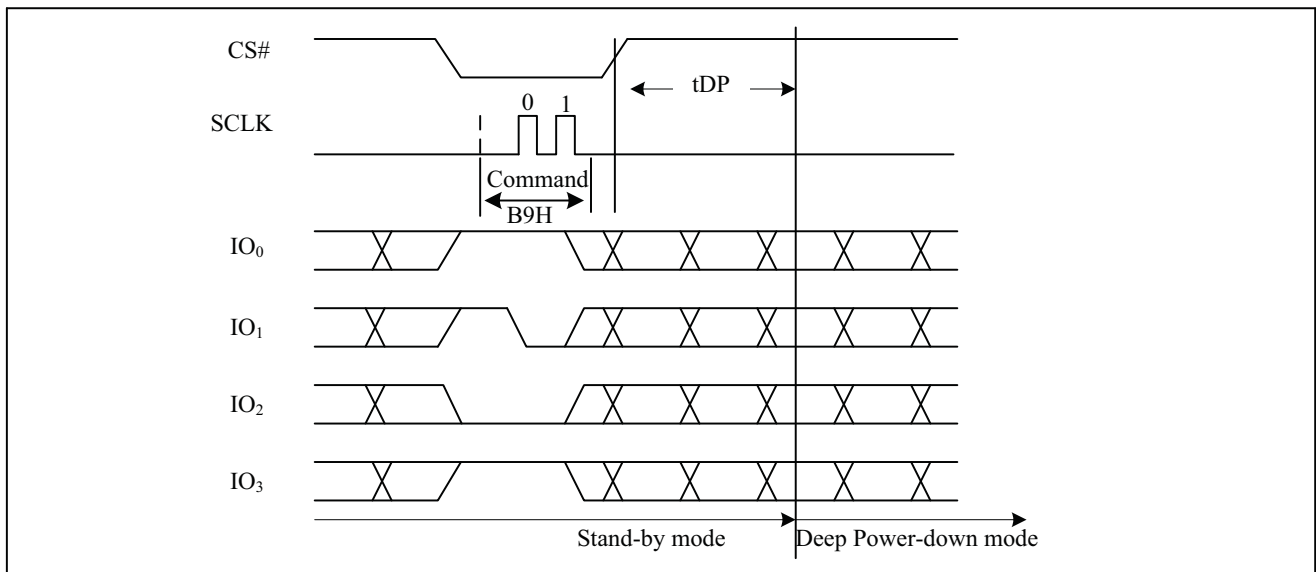 CS#
tDP
0 1
SCLK
Command
B9H
IO₀
IO₁
IO₂
IO₃
Stand-by mode
Deep Power-down mode